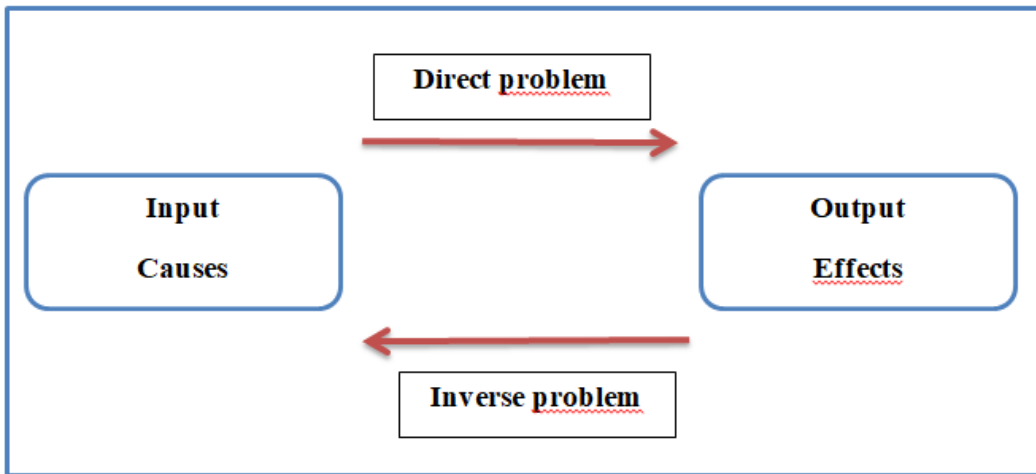 Direct problem
Input
Causes
Output
Effects
Inverse problem